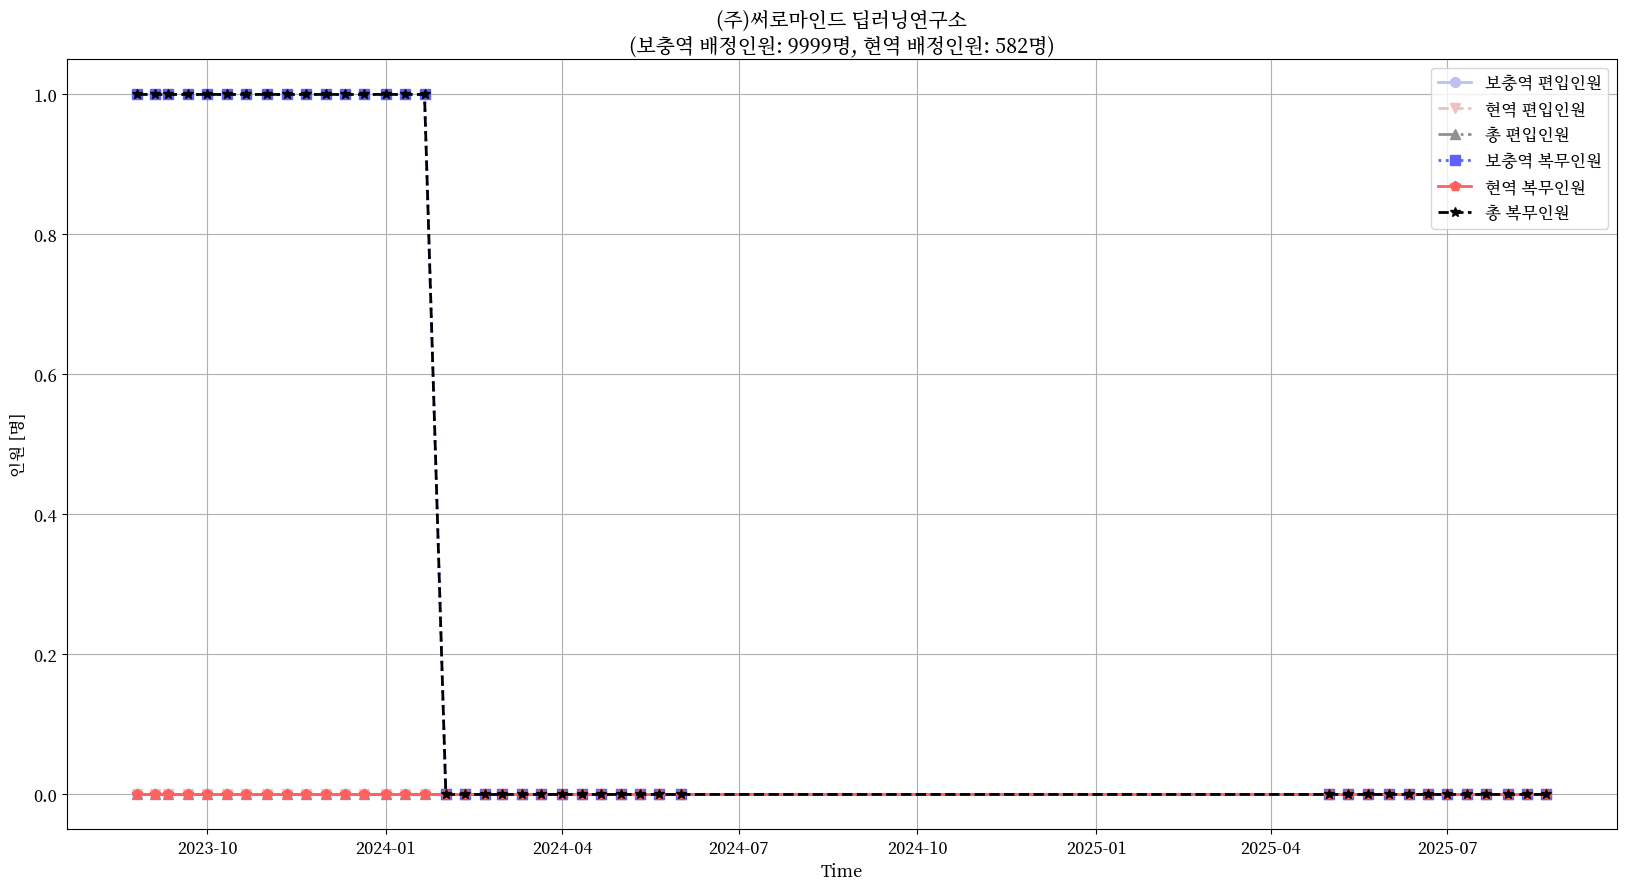 (주)써로마인드 딥러닝연구소
(보충역 배정인원: 9999명, 현역 배정인원: 582명)
보충역 편입인원
현역 편입인원
총 편입인원
보충역 복무인원
현역 복무인원
총 복무인원
인원 [명]
1.0
0.8
0.6
0.4
0.2
0.0
2023-10
2024-01
2024-04
2024-07
2024-10
2025-01
2025-04
2025-07
Time